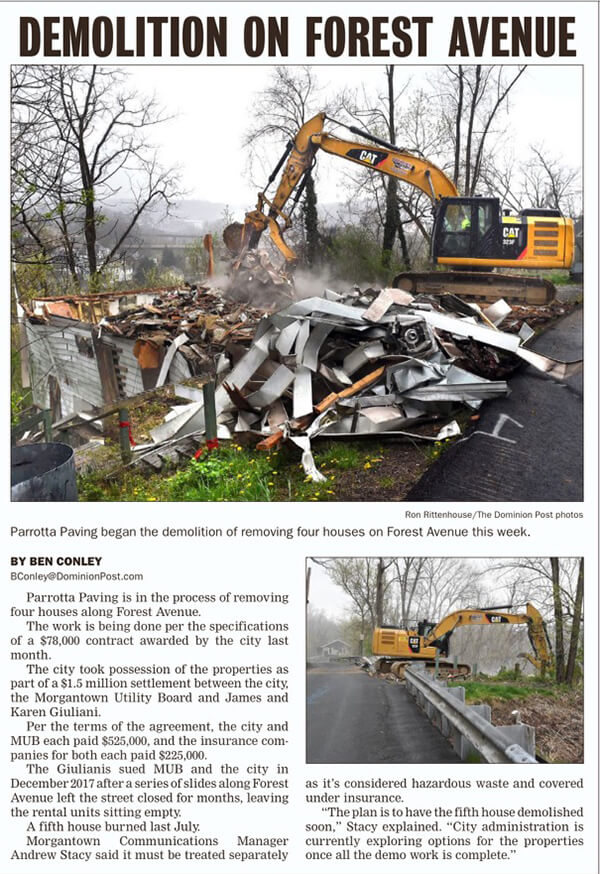 DEMOLITION ON FOREST AVENUE
CAT
CAT
323F
Ron Rittenhouse/The Dominion Post photos
Parrotta Paving began the demolition of removing four houses on Forest Avenue this week.
BY BEN CONLEY
BConley@DominionPost.com
Parrotta Paving is in the process of removing
four houses along Forest Avenue.
The work is being done per the specifications
of a $78,000 contract awarded by the city last
month.
The city took possession of the properties as
part of a $1.5 million settlement between the city,
the Morgantown Utility Board and James and
Karen Giuliani.
Per the terms of the agreement, the city and
MUB each paid $525,000, and the insurance com-
panies for both each paid $225,000.
The Giulianis sued MUB and the city in
December 2017 after a series of slides along Forest
Avenue left the street closed for months, leaving
the rental units sitting empty.
A fifth house burned last July.
Morgantown Communications Manager
Andrew Stacy said it must be treated separately
CAT
CAT
as it's considered hazardous waste and covered
under insurance.
“The plan is to have the fifth house demolished
soon,” Stacy explained. “City administration is
currently exploring options for the properties
once all the demo work is complete.”